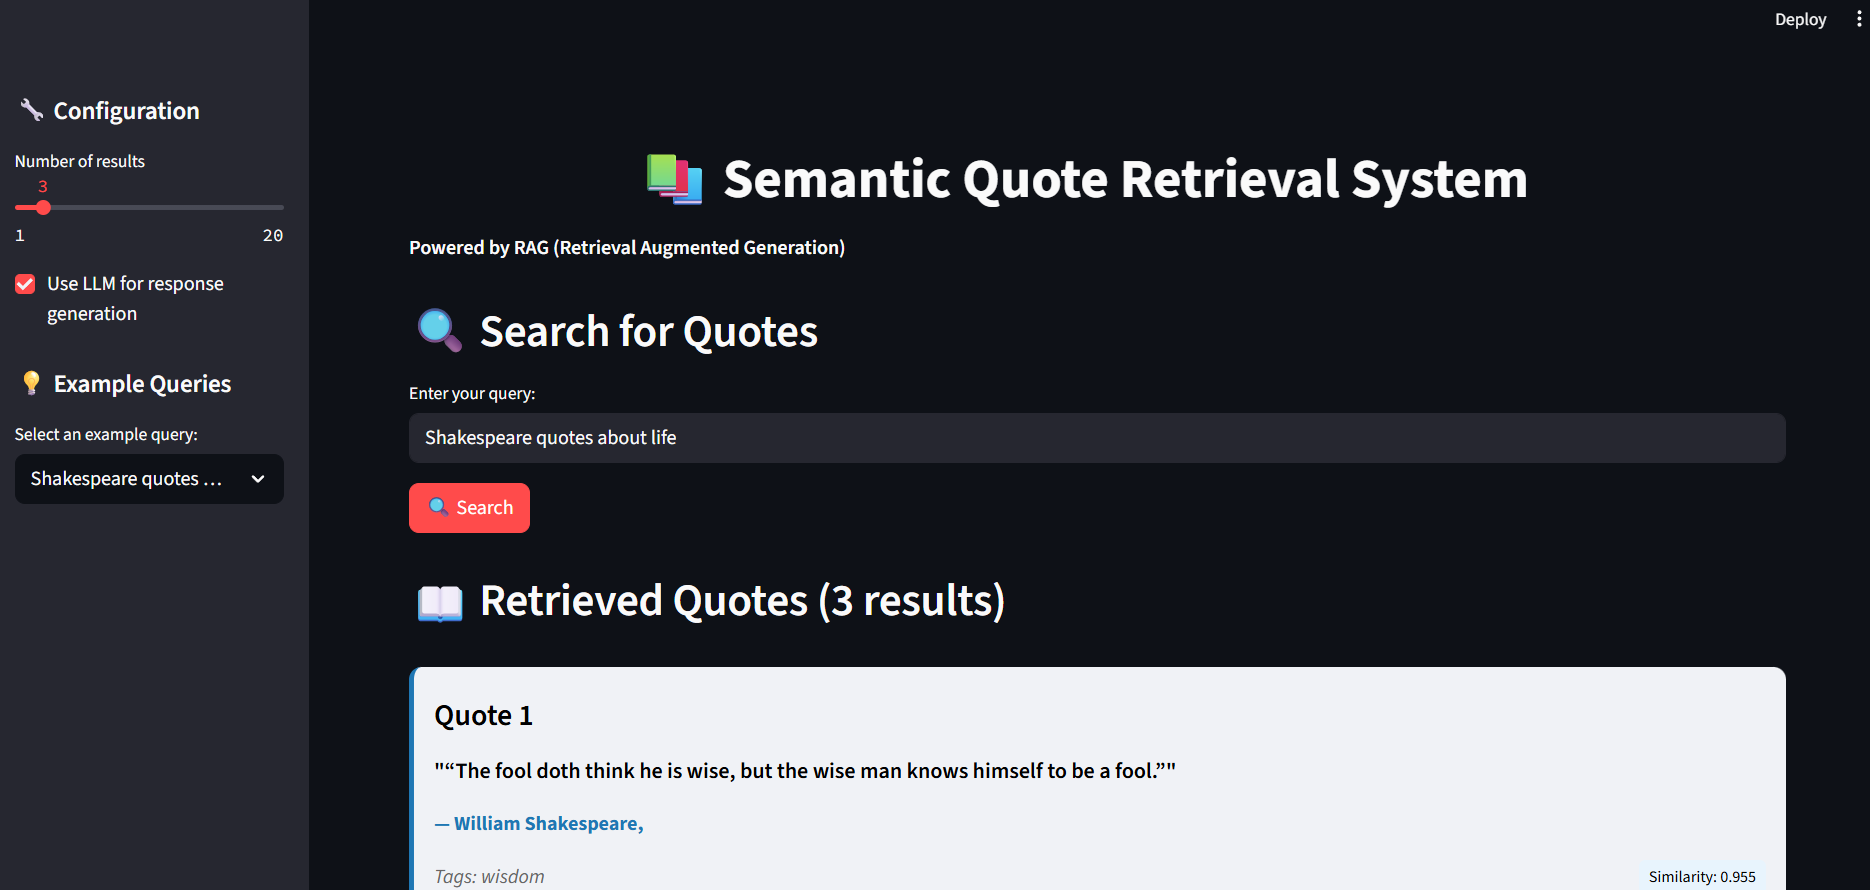 Deploy
🔧 Configuration
Number of results
3
1 20
Use LLM for response
generation
💡 Example Queries
Select an example query:
Shakespeare quotes ...
📚 Semantic Quote Retrieval System
Powered by RAG (Retrieval Augmented Generation)
🔍 Search for Quotes
Enter your query:
Shakespeare quotes about life
🔍 Search
📖 Retrieved Quotes (3 results)
Quote 1
"“The fool doth think he is wise, but the wise man knows himself to be a fool.”"
— William Shakespeare,
Tags: wisdom
Similarity: 0.955